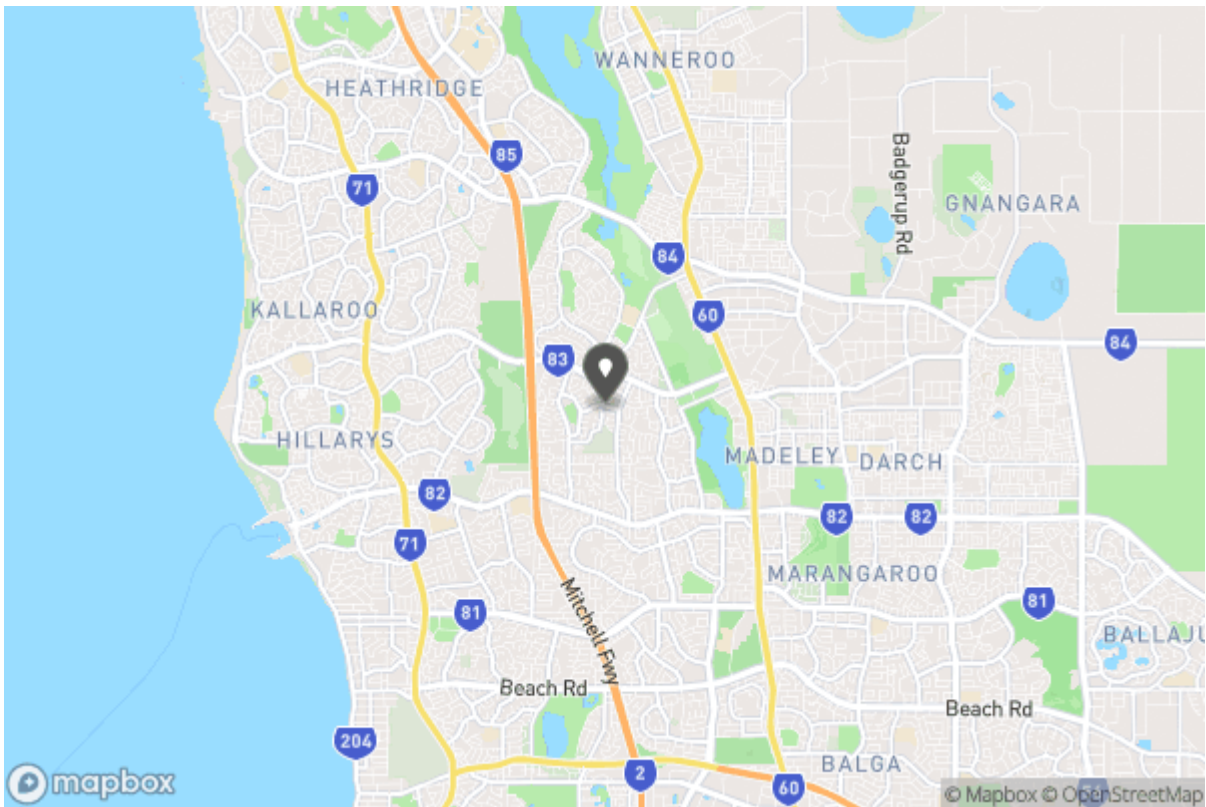 WANNEROO
HEATHRIDGE
85
71
Badgerup Rd
GNANGARA
84
KALLAROO
60
84
83
HILLARYS
MADELEY
DARCH
82
82
82
71
MARANGAROO
Mitchell Fwy
81
81
BALLAJU
Beach Rd
Beach Rd
204
BALGA
2
60
mapbox
© Mapbox © OpenStreetMap